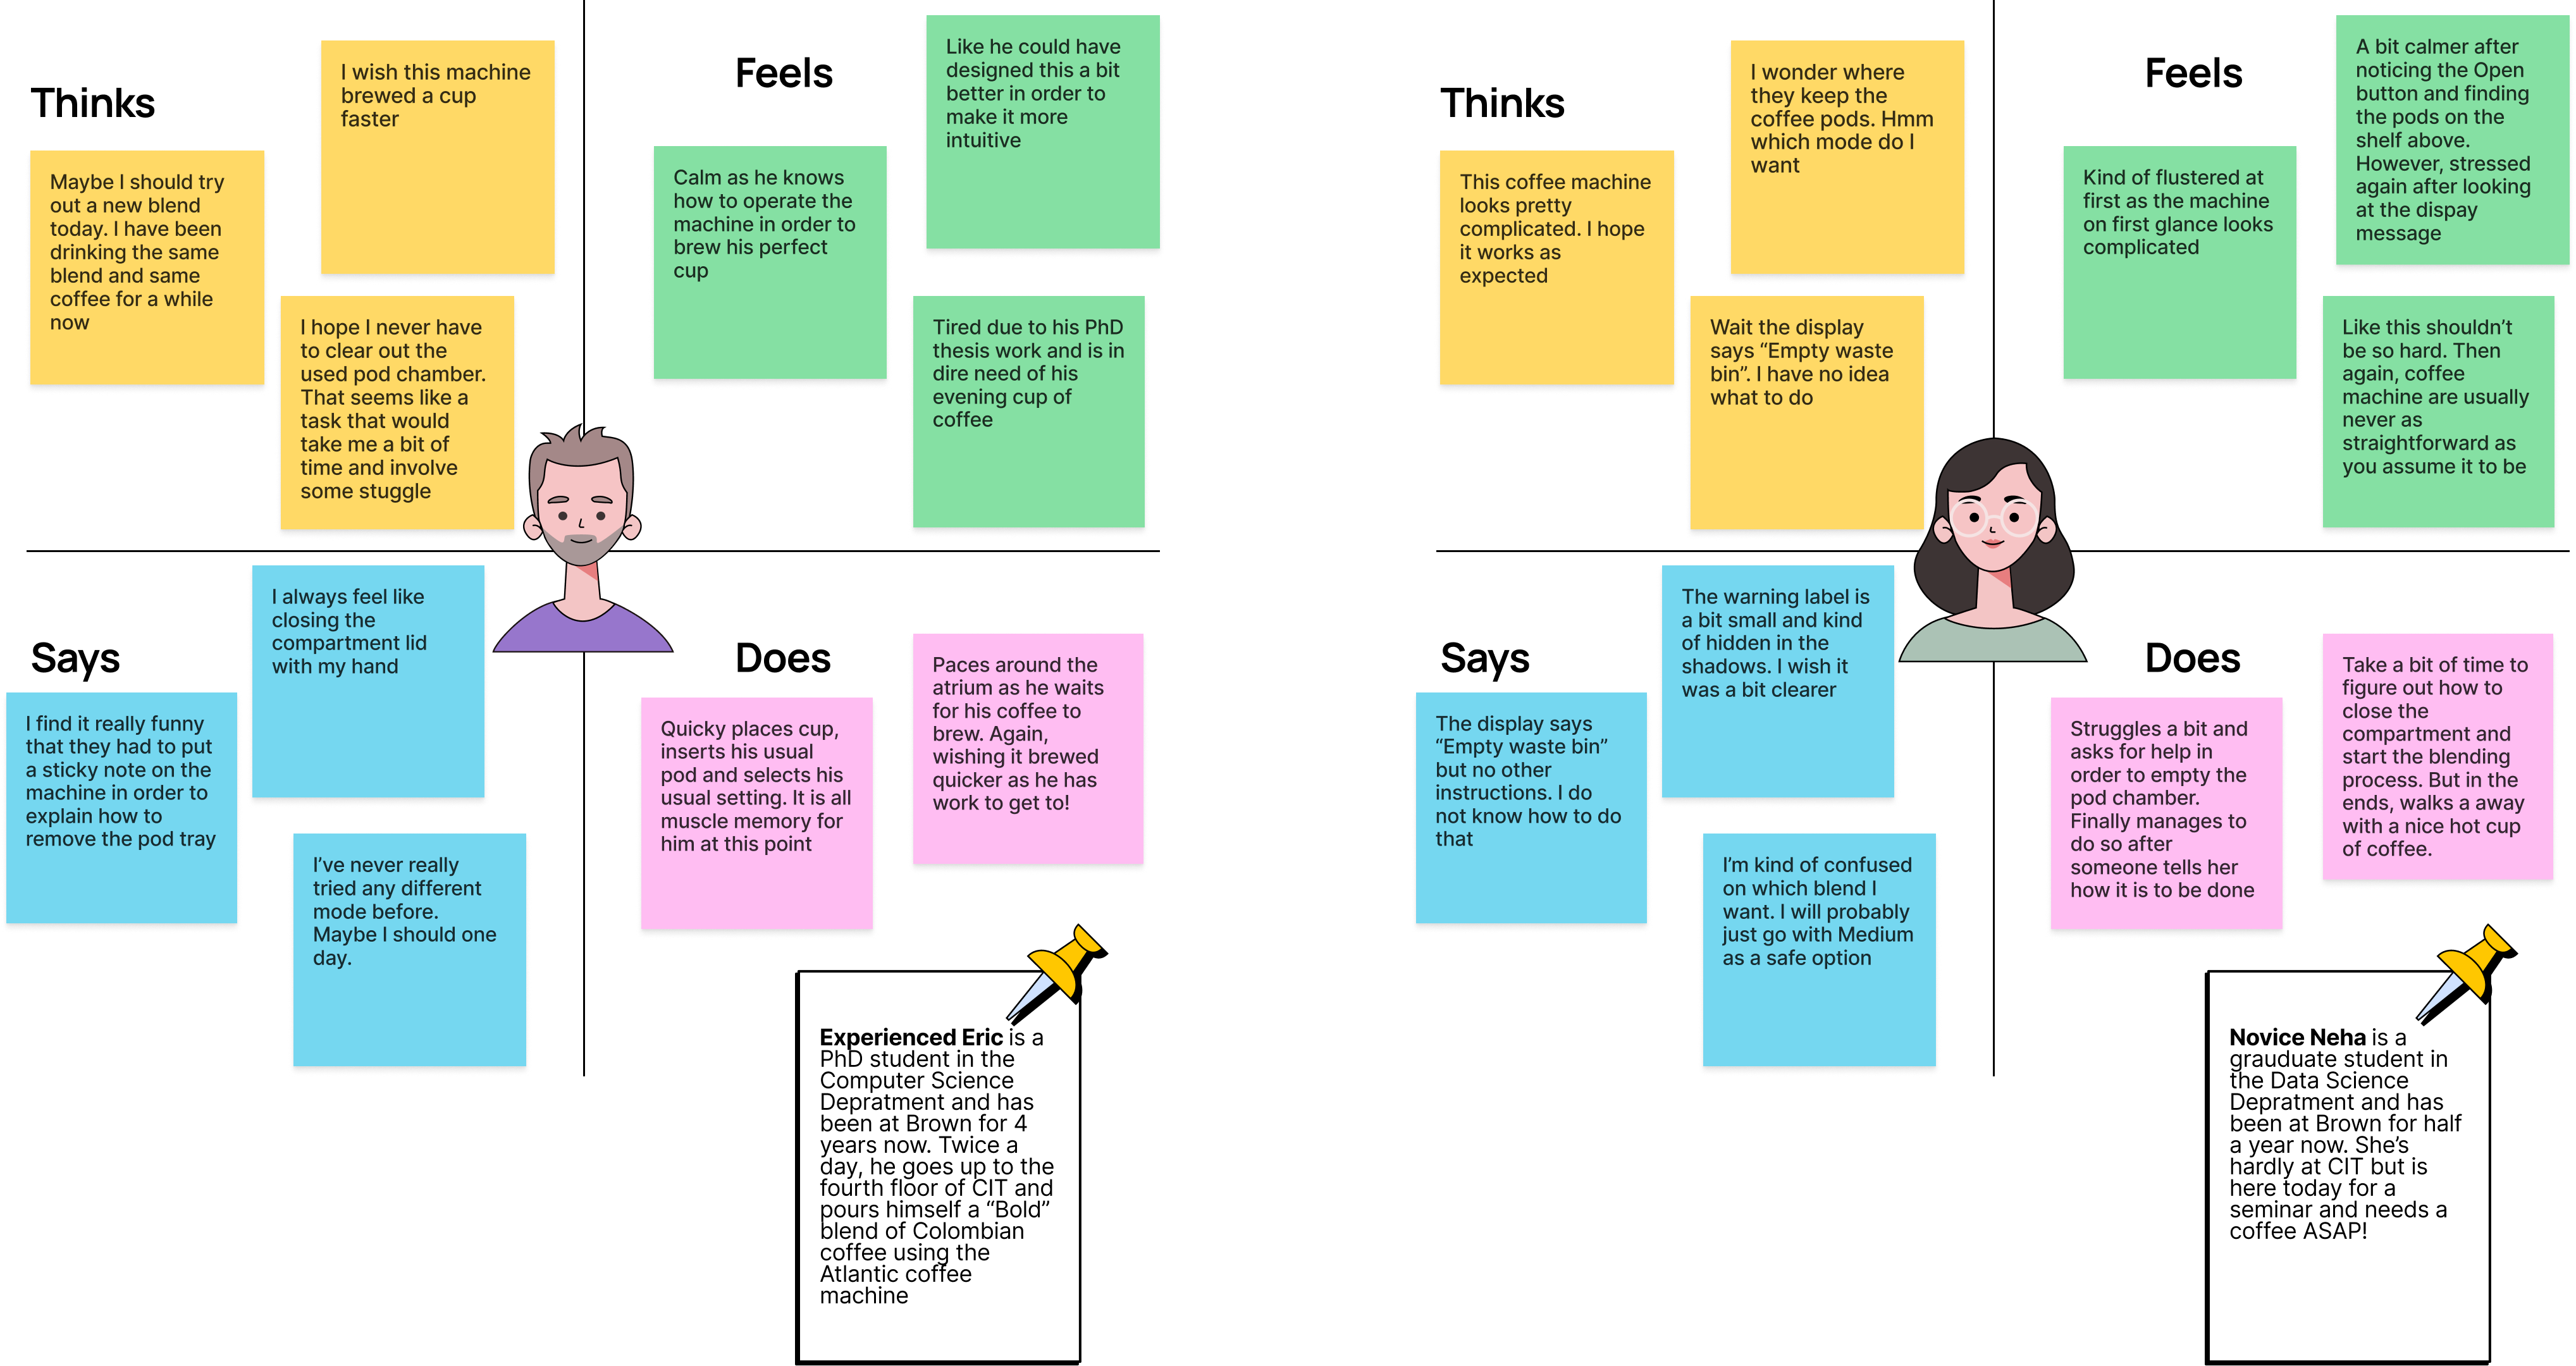 Thinks
I wish this machine
brewed a cup
faster
Maybe I should try
out a new blend
today. I have been
drinking the same
blend and same
coffee for a while
now
I hope I never have
to clear out the
used pod chamber.
That seems like a
task that would
take me a bit of
time and involve
some stuggle
Feels
Like he could have
designed this a bit
better in order to
make it more
intuitive
Calm as he knows
how to operate the
machine in order to
brew his perfect
cup
Tired due to his PhD
thesis work and is in
dire need of his
evening cup of
coffee
Says
I always feel like
closing the
compartment lid
with my hand
I find it really funny
that they had to put
a sticky note on the
machine in order to
explain how to
remove the pod tray
I've never really
tried any different
mode before.
Maybe I should one
day.
Does
Quicky places cup,
inserts his usual
pod and selects his
usual setting. It is all
muscle memory for
him at this point
Paces around the
atrium as he waits
for his coffee to
brew. Again,
wishing it brewed
quicker as he has
work to get to!
Experienced Eric is a
PhD student in the
Computer Science
Depratment and has
been at Brown for 4
years now. Twice a
day, he goes up to the
fourth floor of CIT and
pours himself a “Bold”
blend of Colombian
coffee using the
Atlantic coffee
machine
Thinks
I wonder where
they keep the
coffee pods. Hmm
which mode do I
want
This coffee machine
looks pretty
complicated. I hope
it works as
expected
Wait the display
says “Empty waste
bin”. I have no idea
what to do
Feels
A bit calmer after
noticing the Open
button and finding
the pods on the
shelf above.
However, stressed
again after looking
at the dispay
message
Kind of flustered at
first as the machine
on first glance looks
complicated
Like this shouldn't
be so hard. Then
again, coffee
machine are usually
never as
straightforward as
you assume it to be
Says
The warning label is
a bit small and kind
of hidden in the
shadows. I wish it
was a bit clearer
The display says
“Empty waste bin”
but no other
instructions. I do
not know how to do
that
I'm kind of confused
on which blend I
want. I will probably
just go with Medium
as a safe option
Does
Struggles a bit and
asks for help in
order to empty the
pod chamber.
Finally manages to
do so after
someone tells her
how it is to be done
Take a bit of time to
figure out how to
close the
compartment and
start the blending
process. But in the
ends, walks a away
with a nice hot cup
of coffee.
Novice Neha is a
grauduate student in
the Data Science
Depratment and has
been at Brown for half
a year now. She's
hardly at CIT but is
here today for a
seminar and needs a
coffee ASAP!